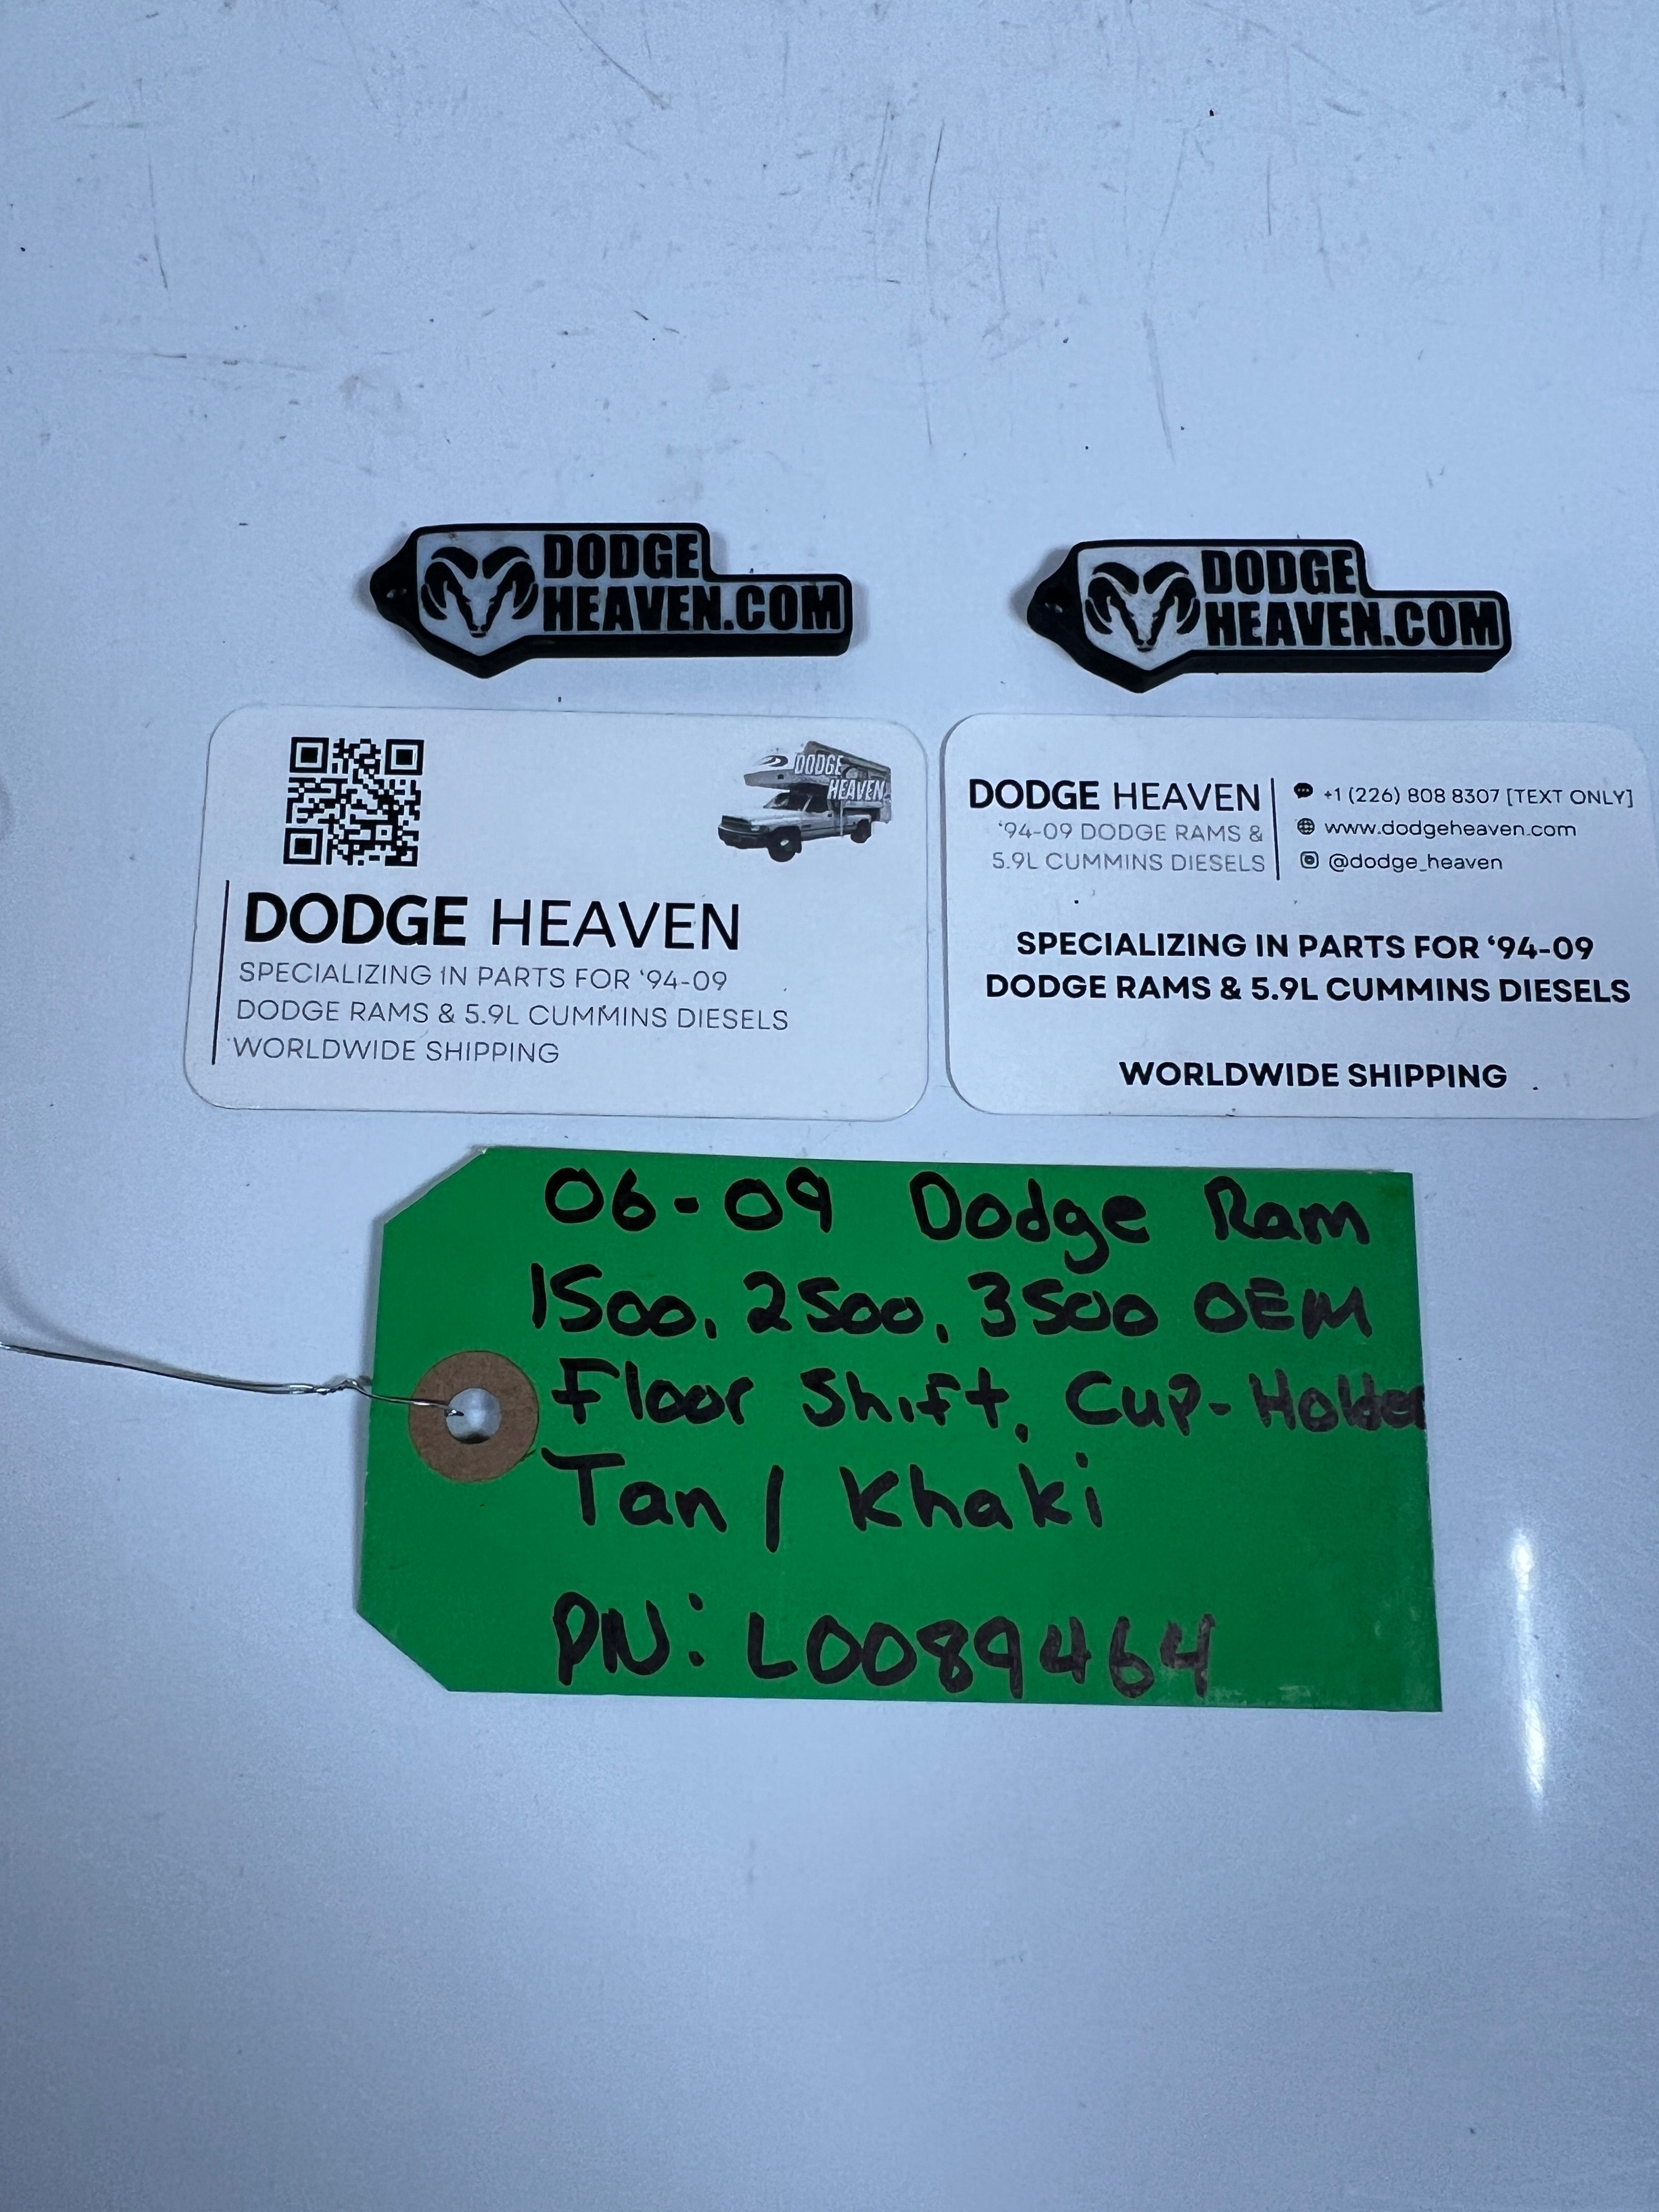 DODGE
HEAVEN.COM
DODGE
HEAVEN.COM
DODGE
HEAVEN
DODGE HEAVEN
SPECIALIZING IN PARTS FOR ‘94-09
DODGE RAMS & 5.9L CUMMINS DIESELS
WORLDWIDE SHIPPING
DODGE HEAVEN
‘94-09 DODGE RAMS &
5.9L CUMMINS DIESELS
+1 (226) 808 8307 [TEXT ONLY]
www.dodgeheaven.com
@dodge_heaven
SPECIALIZING IN PARTS FOR ‘94-09
DODGE RAMS & 5.9L CUMMINS DIESELS
WORLDWIDE SHIPPING
06-09 Dodge Ram
1500, 2500, 3500 OEM
Floor Shift, Cup-Holder
Tan / Khaki
PN: L0089464